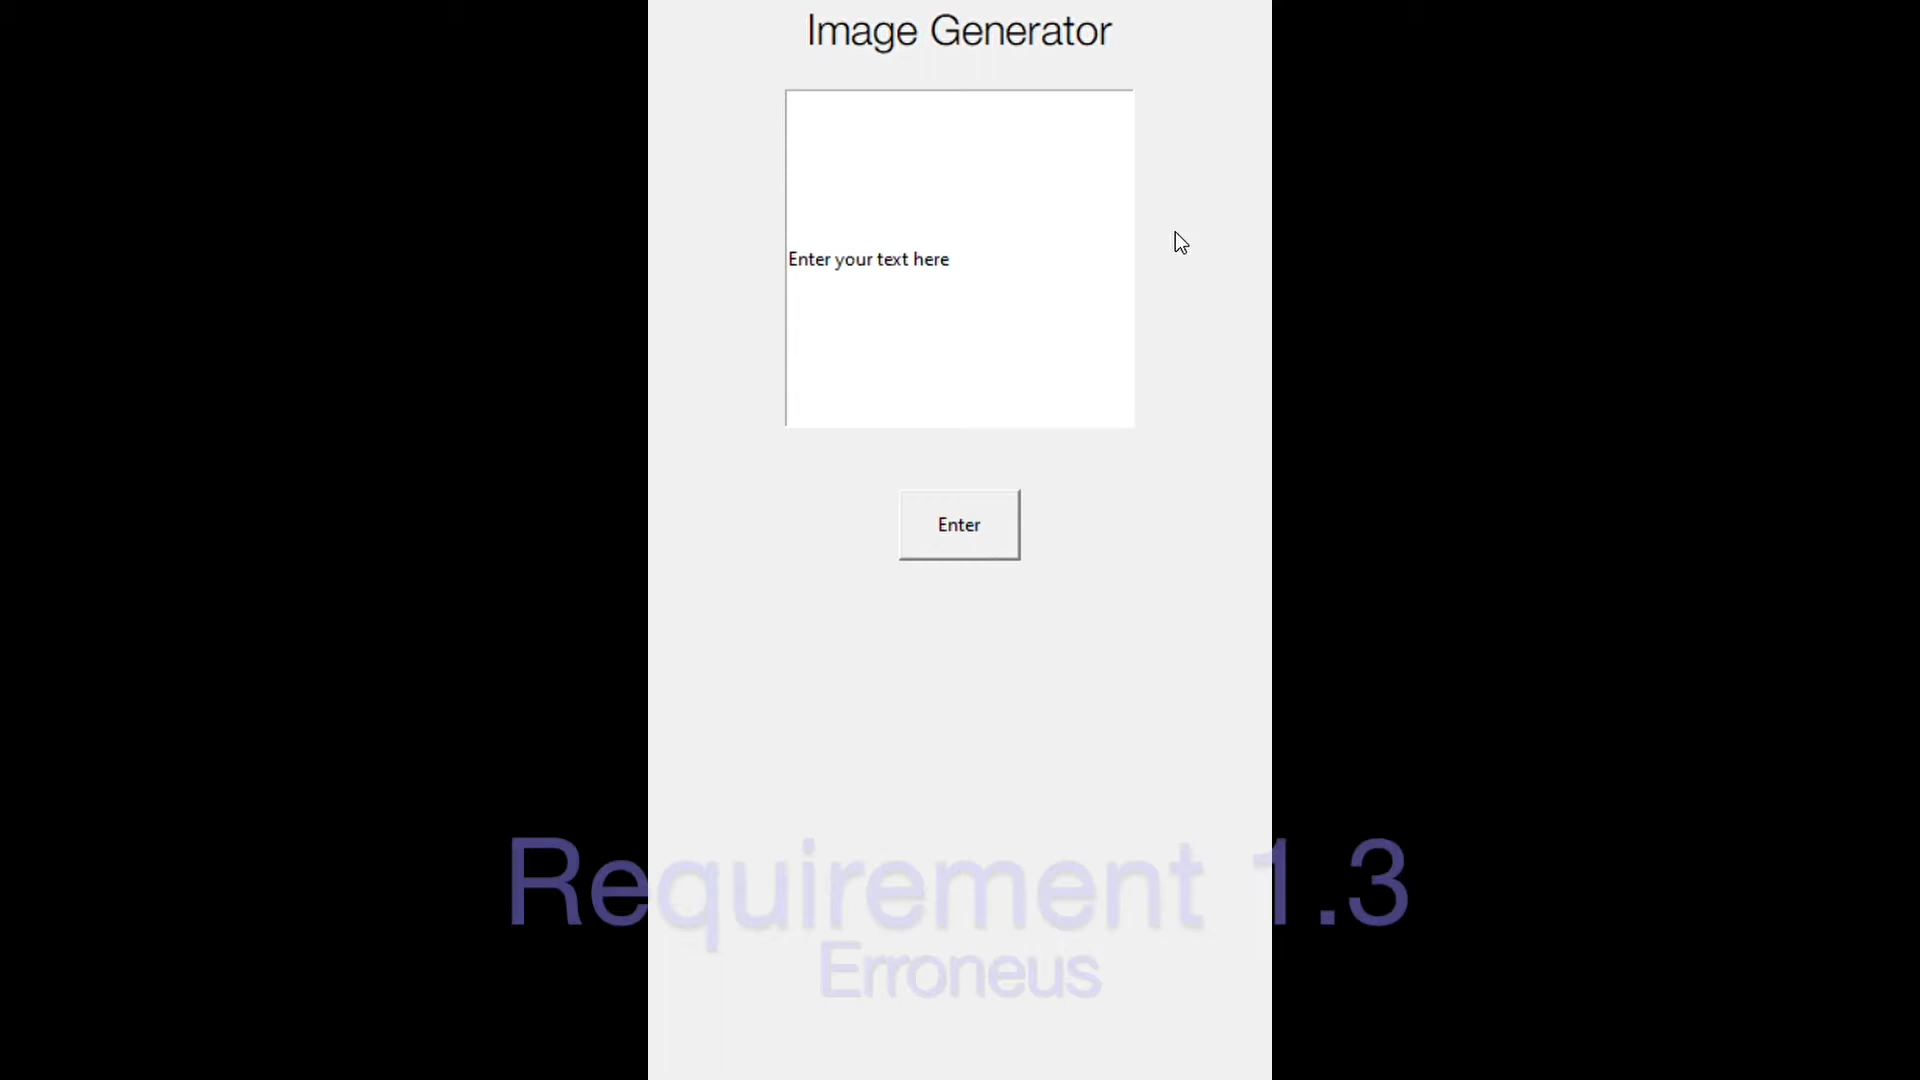 Image Generator
Enter your text here
Enter
Requirement 1.3
Erroneus